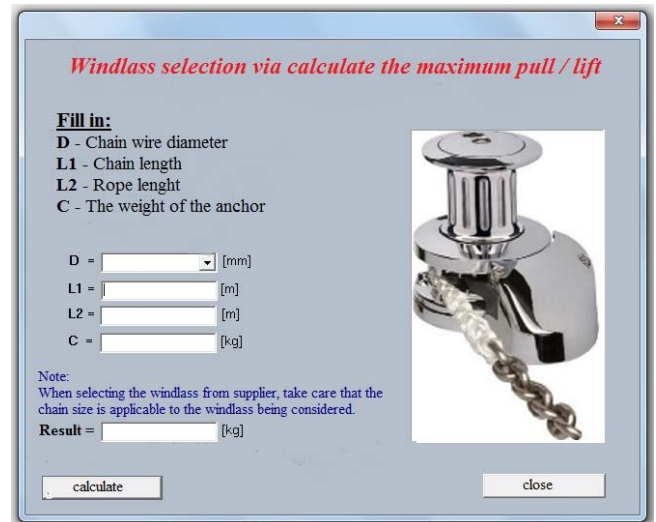 x
Windlass selection via calculate the maximum pull / lift
Fill in:
D - Chain wire diameter
L1 - Chain length
L2 - Rope lenght
C - The weight of the anchor
D = [mm]
L1 = [m]
L2 = [m]
C = [kg]
Note:
When selecting the windlass from supplier, take care that the
chain size is applicable to the windlass being considered.
Result = [kg]
calculate
close